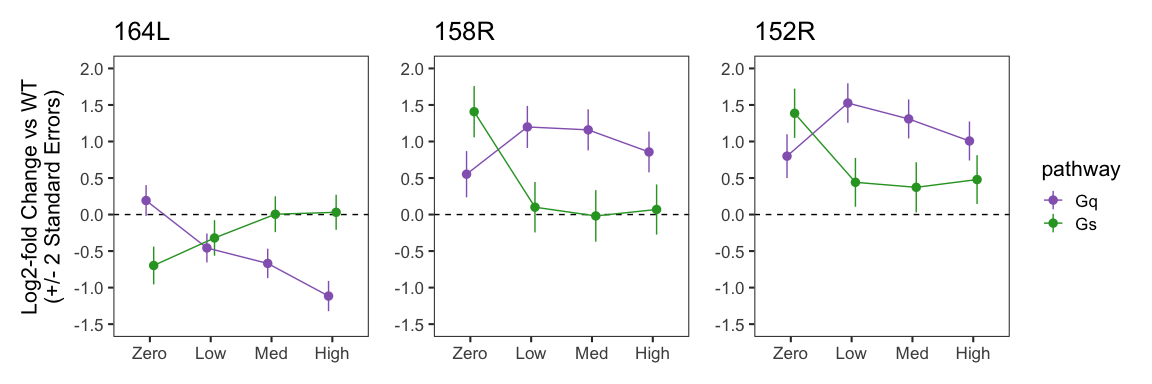 164L
158R
152R
Log2-fold Change vs WT
(+/- 2 Standard Errors)
2.0
1.5
1.0
0.5
0.0
-0.5
-1.0
-1.5
Zero Low Med High
2.0
1.5
1.0
0.5
0.0
-0.5
-1.0
-1.5
Zero Low Med High
2.0
1.5
1.0
0.5
0.0
-0.5
-1.0
-1.5
Zero Low Med High
pathway
Gq
Gs